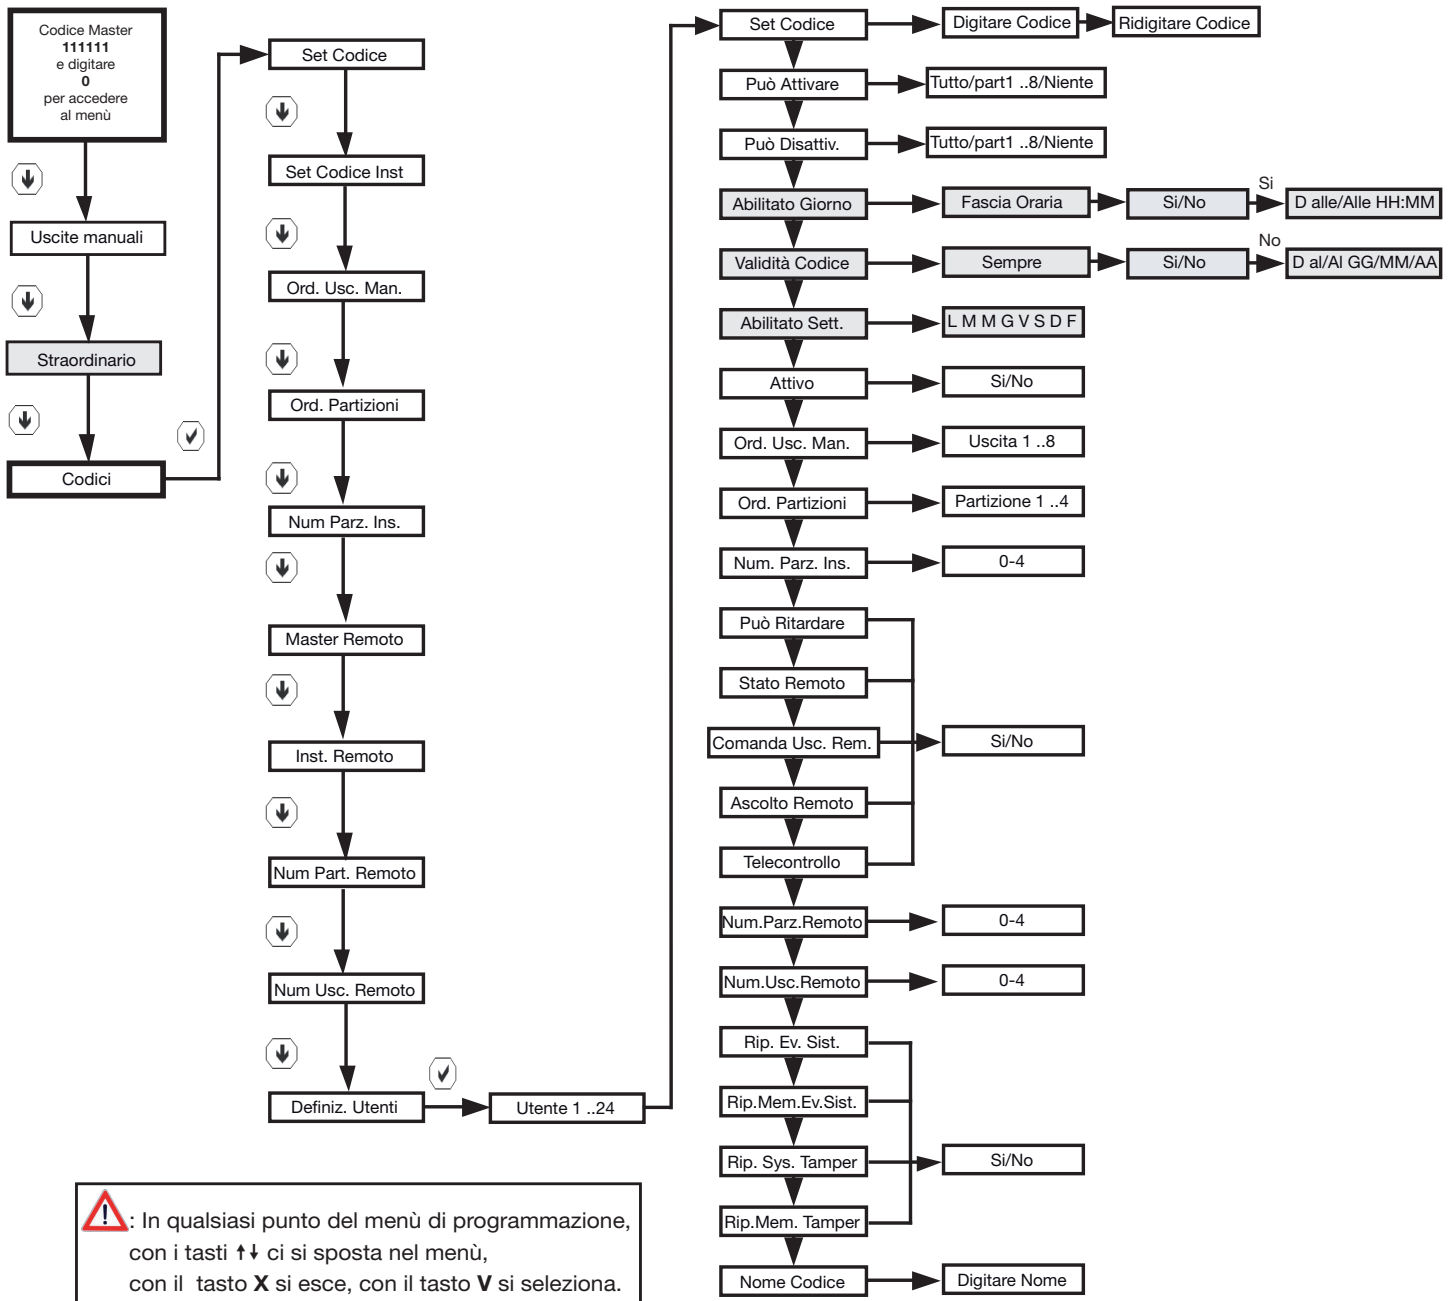 Codice Master
111111
e digitare
0
per accedere
al menù
Uscite manuali
Straordinario
Codici
Set Codice
Set Codice Inst
Ord. Usc. Man.
Ord. Partizioni
Num Parz. Ins.
Master Remoto
Inst. Remoto
Num Part. Remoto
Num Usc. Remoto
Definiz. Utenti
Utente 1 ..24
Set Codice
Digitare Codice
Ridigitare Codice
Può Attivare
Tutto/part1 ..8/Niente
Può Disattiv.
Tutto/part1 ..8/Niente
Abilitato Giorno
Fascia Oraria
Si/No
Si
D alle/Alle HH:MM
Validità Codice
Sempre
Si/No
No
D al/Al GG/MM/AA
Abilitato Sett.
L M M G V S D F
Attivo
Si/No
Ord. Usc. Man.
Uscita 1 ..8
Ord. Partizioni
Partizione 1 ..4
Num. Parz. Ins.
0-4
Può Ritardare
Stato Remoto
Comanda Usc. Rem.
Si/No
Ascolto Remoto
Telecontrollo
Num.Parz.Remoto
0-4
Num.Usc.Remoto
0-4
Rip. Ev. Sist.
Rip.Mem.Ev.Sist.
Rip. Sys. Tamper
Si/No
Rip.Mem. Tamper
Nome Codice
Digitare Nome
: In qualsiasi punto del menù di programmazione,
con i tasti ↑↓ ci si sposta nel menù,
con il tasto X si esce, con il tasto V si seleziona.